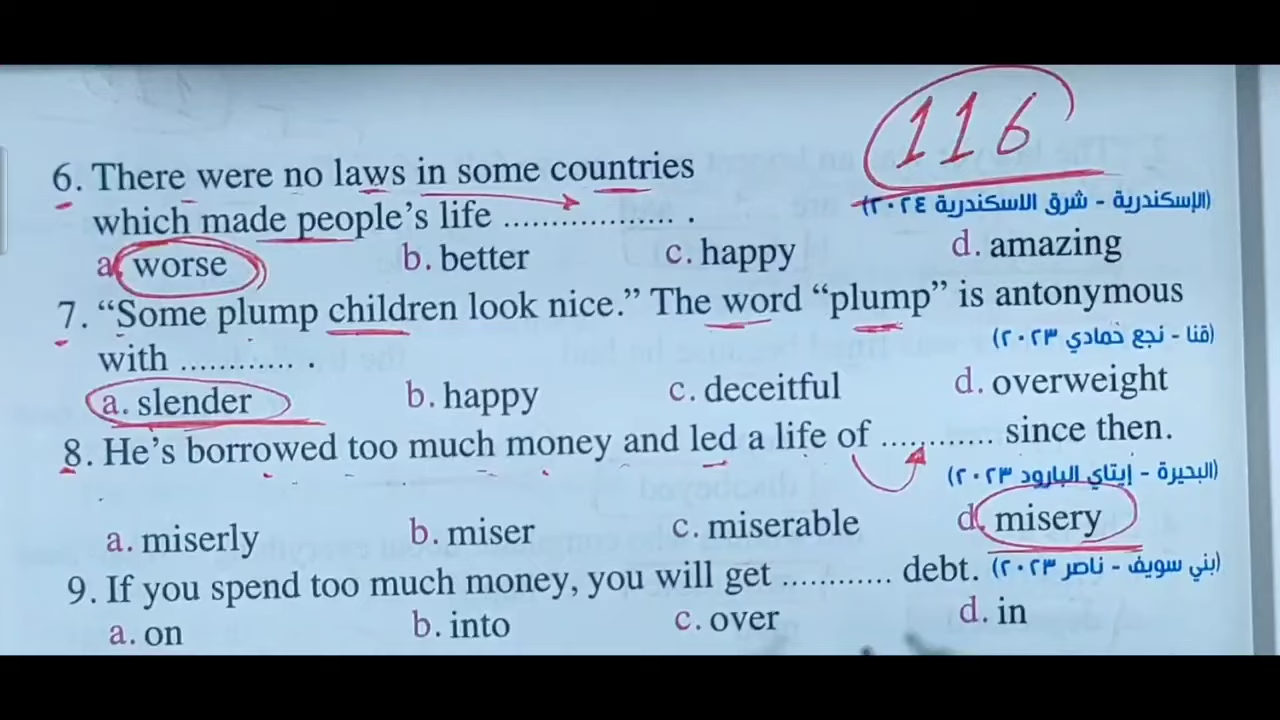 116
6. There were no laws in some countries
which made people's life .................. .
(الإسكندرية - شرق الاسكندرية ٢٠٢٤)
a. worse b. better c. happy d. amazing
7. “Some plump children look nice.” The word “plump” is antonymous
with ............ .
(قنا - نجع حمادي ٢٠٢٣)
a. slender b. happy c. deceitful d. overweight
8. He's borrowed too much money and led a life of ............ since then.
(البحيرة - إيتاي البارود ٢٠٢٣)
a. miserly b. miser c. miserable d. misery
9. If you spend too much money, you will get ............ debt. (بني سويف - ناصر ٢٠٢٣)
a. on b. into c. over d. in